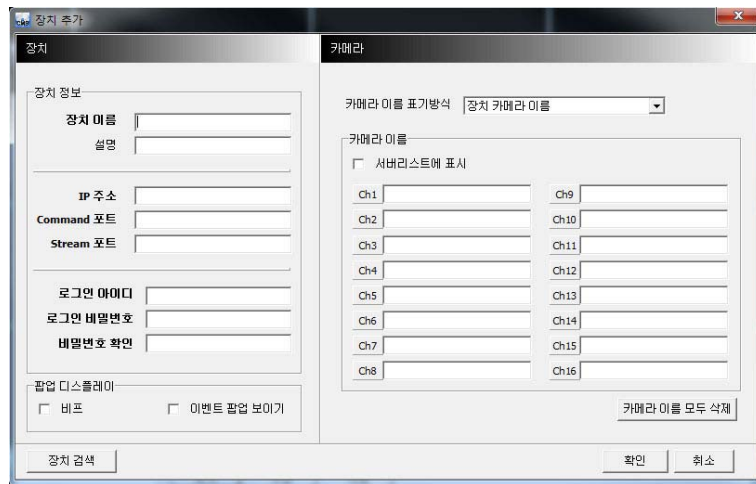 장치 추가
장치
장치 정보
장치 이름
설명
IP 주소
Command 포트
Stream 포트
로그인 아이디
로그인 비밀번호
비밀번호 확인
팝업 디스플레이
비프
이벤트 팝업 보이기
장치 검색
카메라
카메라 이름 표기방식 장치 카메라 이름
카메라 이름
서버리스트에 표시
Ch1 Ch9
Ch2 Ch10
Ch3 Ch11
Ch4 Ch12
Ch5 Ch13
Ch6 Ch14
Ch7 Ch15
Ch8 Ch16
카메라 이름 모두 삭제
확인 취소